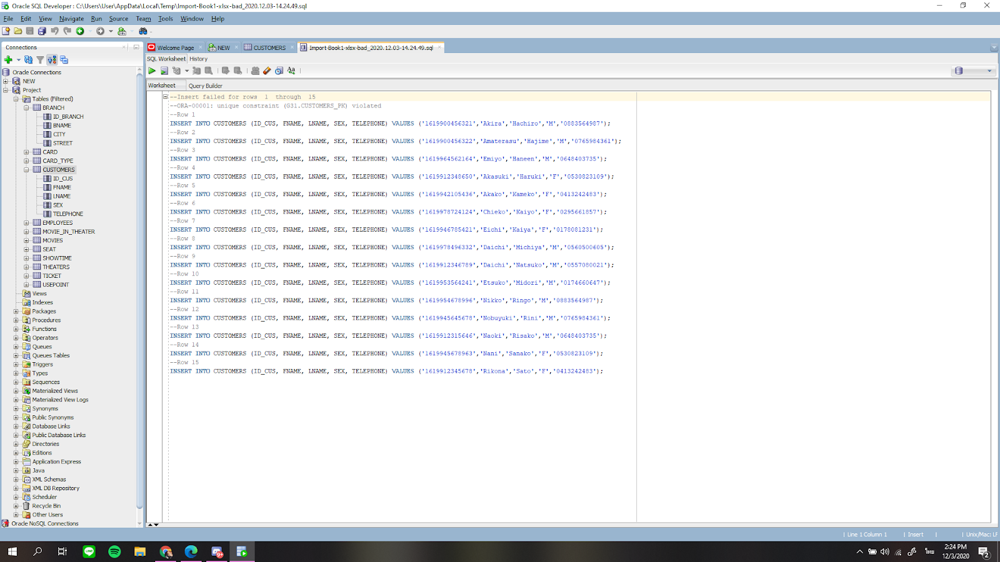 Oracle SQL Developer : C:\Users\User\AppData\Local\Temp\Import-Book1-xlsx-bad_2020.12.03-14.24.49.sql
File Edit View Navigate Run Source Team Tools Window Help
Connections
Welcome Page NEW CUSTOMERS Import-Book1-xlsx-bad_2020.12.03-14.24.49.sql
SQL Worksheet History
Worksheet Query Builder
Oracle Connections
NEW
Project
Tables (Filtered)
BRANCH
ID_BRANCH
BNAME
CITY
STREET
CARD
CARD_TYPE
CUSTOMERS
ID_CUS
FNAME
LNAME
SEX
TELEPHONE
EMPLOYEES
MOVIE_IN_THEATER
MOVIES
SEAT
SHOWTIME
THEATERS
TICKET
USEPOINT
Views
Indexes
Packages
Procedures
Functions
Operators
Queues
Queues Tables
Triggers
Types
Sequences
Materialized Views
Materialized View Logs
Synonyms
Public Synonyms
Database Links
Public Database Links
Directories
Editions
Application Express
Java
XML Schemas
XML DB Repository
Scheduler
Recycle Bin
Other Users
Oracle NoSQL Connections
--Insert failed for rows 1 through 15
--ORA-00001: unique constraint (G31.CUSTOMERS_PK) violated
--Row 1
INSERT INTO CUSTOMERS (ID_CUS, FNAME, LNAME, SEX, TELEPHONE) VALUES ('1619900456321','Akira','Hachiro','M','0883564987');
--Row 2
INSERT INTO CUSTOMERS (ID_CUS, FNAME, LNAME, SEX, TELEPHONE) VALUES ('1619900456322','Amaterasu','Hajime','M','0765984361');
--Row 3
INSERT INTO CUSTOMERS (ID_CUS, FNAME, LNAME, SEX, TELEPHONE) VALUES ('1619964562164','Emiyo','Haneen','M','0648403735');
--Row 4
INSERT INTO CUSTOMERS (ID_CUS, FNAME, LNAME, SEX, TELEPHONE) VALUES ('1619912348650','Akasuki','Haruki','F','0530823109');
--Row 5
INSERT INTO CUSTOMERS (ID_CUS, FNAME, LNAME, SEX, TELEPHONE) VALUES ('1619942105436','Akako','Kameko','F','0413242483');
--Row 6
INSERT INTO CUSTOMERS (ID_CUS, FNAME, LNAME, SEX, TELEPHONE) VALUES ('1619978724124','Chieko','Kaiyo','F','0295661857');
--Row 7
INSERT INTO CUSTOMERS (ID_CUS, FNAME, LNAME, SEX, TELEPHONE) VALUES ('1619946785421','Eichi','Kaiya','F','0178081231');
--Row 8
INSERT INTO CUSTOMERS (ID_CUS, FNAME, LNAME, SEX, TELEPHONE) VALUES ('1619978496332','Daichi','Michiya','M','0560500605');
--Row 9
INSERT INTO CUSTOMERS (ID_CUS, FNAME, LNAME, SEX, TELEPHONE) VALUES ('1619912346789','Daichi','Natsuko','M','0557080021');
--Row 10
INSERT INTO CUSTOMERS (ID_CUS, FNAME, LNAME, SEX, TELEPHONE) VALUES ('1619953564241','Etsuko','Midori','M','0174660647');
--Row 11
INSERT INTO CUSTOMERS (ID_CUS, FNAME, LNAME, SEX, TELEPHONE) VALUES ('1619954678996','Nikko','Ringo','M','0883564987');
--Row 12
INSERT INTO CUSTOMERS (ID_CUS, FNAME, LNAME, SEX, TELEPHONE) VALUES ('1619945645678','Nobuyuki','Rini','M','0765984361');
--Row 13
INSERT INTO CUSTOMERS (ID_CUS, FNAME, LNAME, SEX, TELEPHONE) VALUES ('1619912315646','Naoki','Risako','M','0648403735');
--Row 14
INSERT INTO CUSTOMERS (ID_CUS, FNAME, LNAME, SEX, TELEPHONE) VALUES ('1619945678963','Nani','Sanako','F','0530823109');
--Row 15
INSERT INTO CUSTOMERS (ID_CUS, FNAME, LNAME, SEX, TELEPHONE) VALUES ('1619912345678','Rikona','Sato','F','0413242483');
Line 1 Column 1 Insert Unix/Mac: LF
ไทย
2:24 PM
12/3/2020